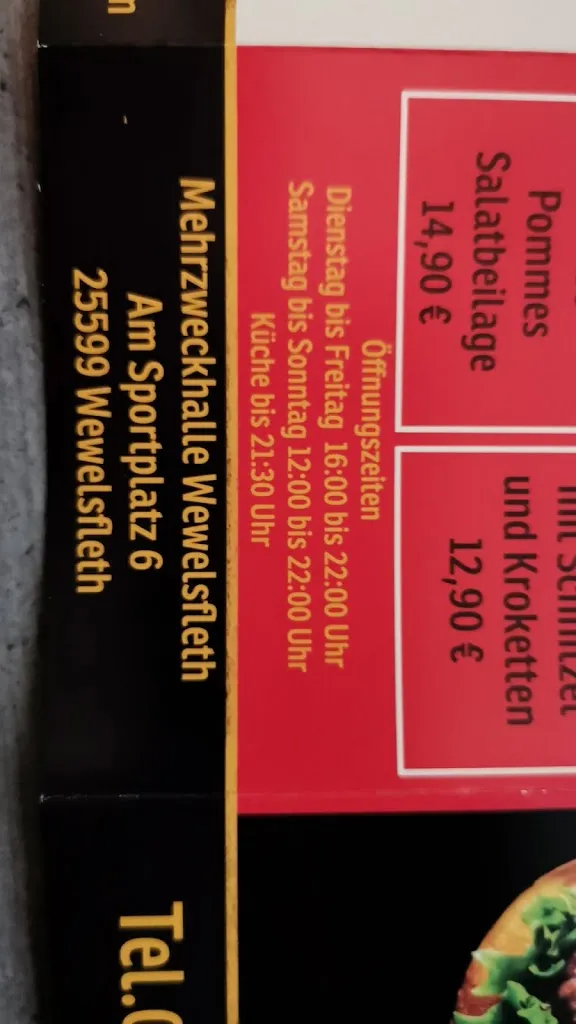 Pommes
Salatbeilage
14,90 €
mit Schnitzel
und Kroketten
12,90 €
Öffnungszeiten
Dienstag bis Freitag 16:00 bis 22:00 Uhr
Samstag bis Sonntag 12:00 bis 22:00 Uhr
Küche bis 21:30 Uhr
Mehrzweckhalle Wewelsfleth
Am Sportplatz 6
25599 Wewelsfleth
Tel.